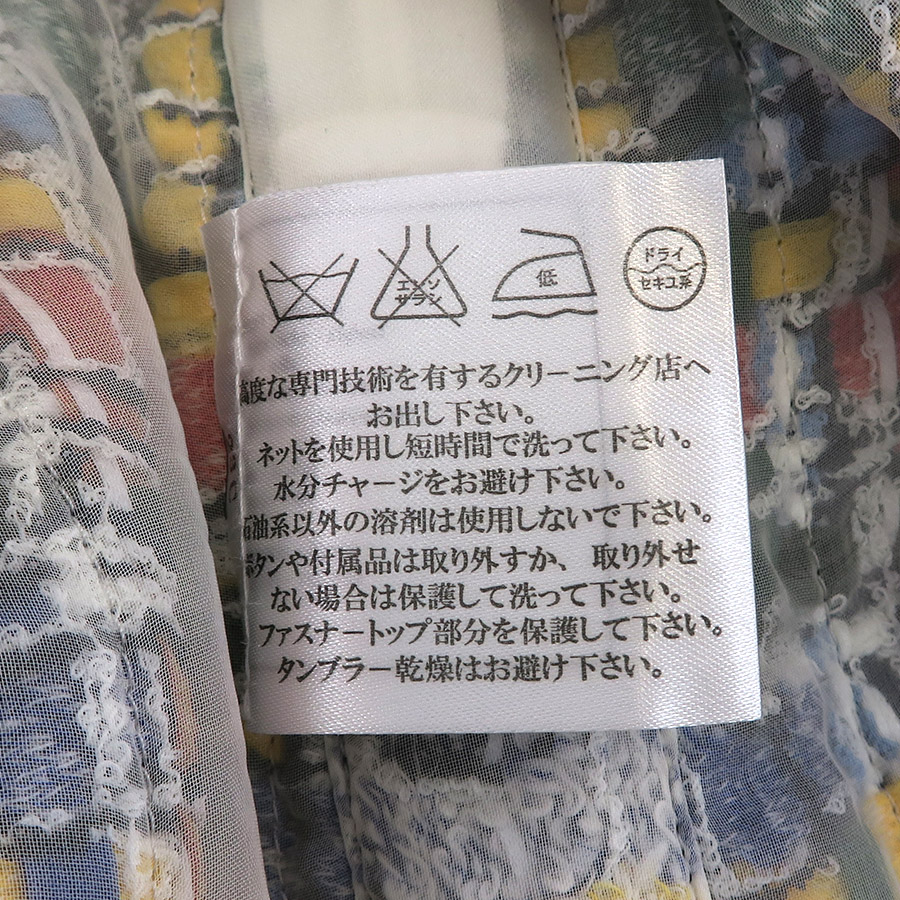 エンソ
サラシ
低
ドライ
セキユ系
高度な専門技術を有するクリーニング店へ
お出し下さい。
ネットを使用し短時間で洗って下さい。
水分チャージをお避け下さい。
石油系以外の溶剤は使用しないで下さい。
ボタンや付属品は取り外すか、取り外せ
ない場合は保護して洗って下さい。
ファスナートップ部分を保護して下さい。
タンブラー乾燥はお避け下さい。